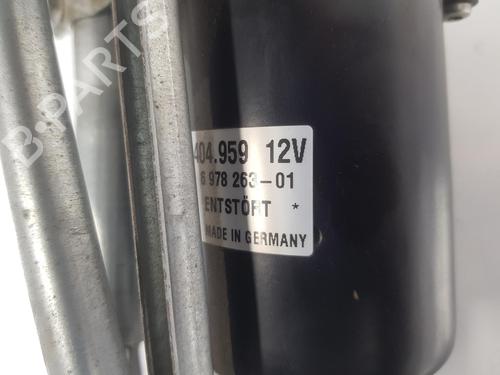 404.959 12V
6 978 263-01
ENTSTÖRT *
MADE IN GERMANY
B-PARTS